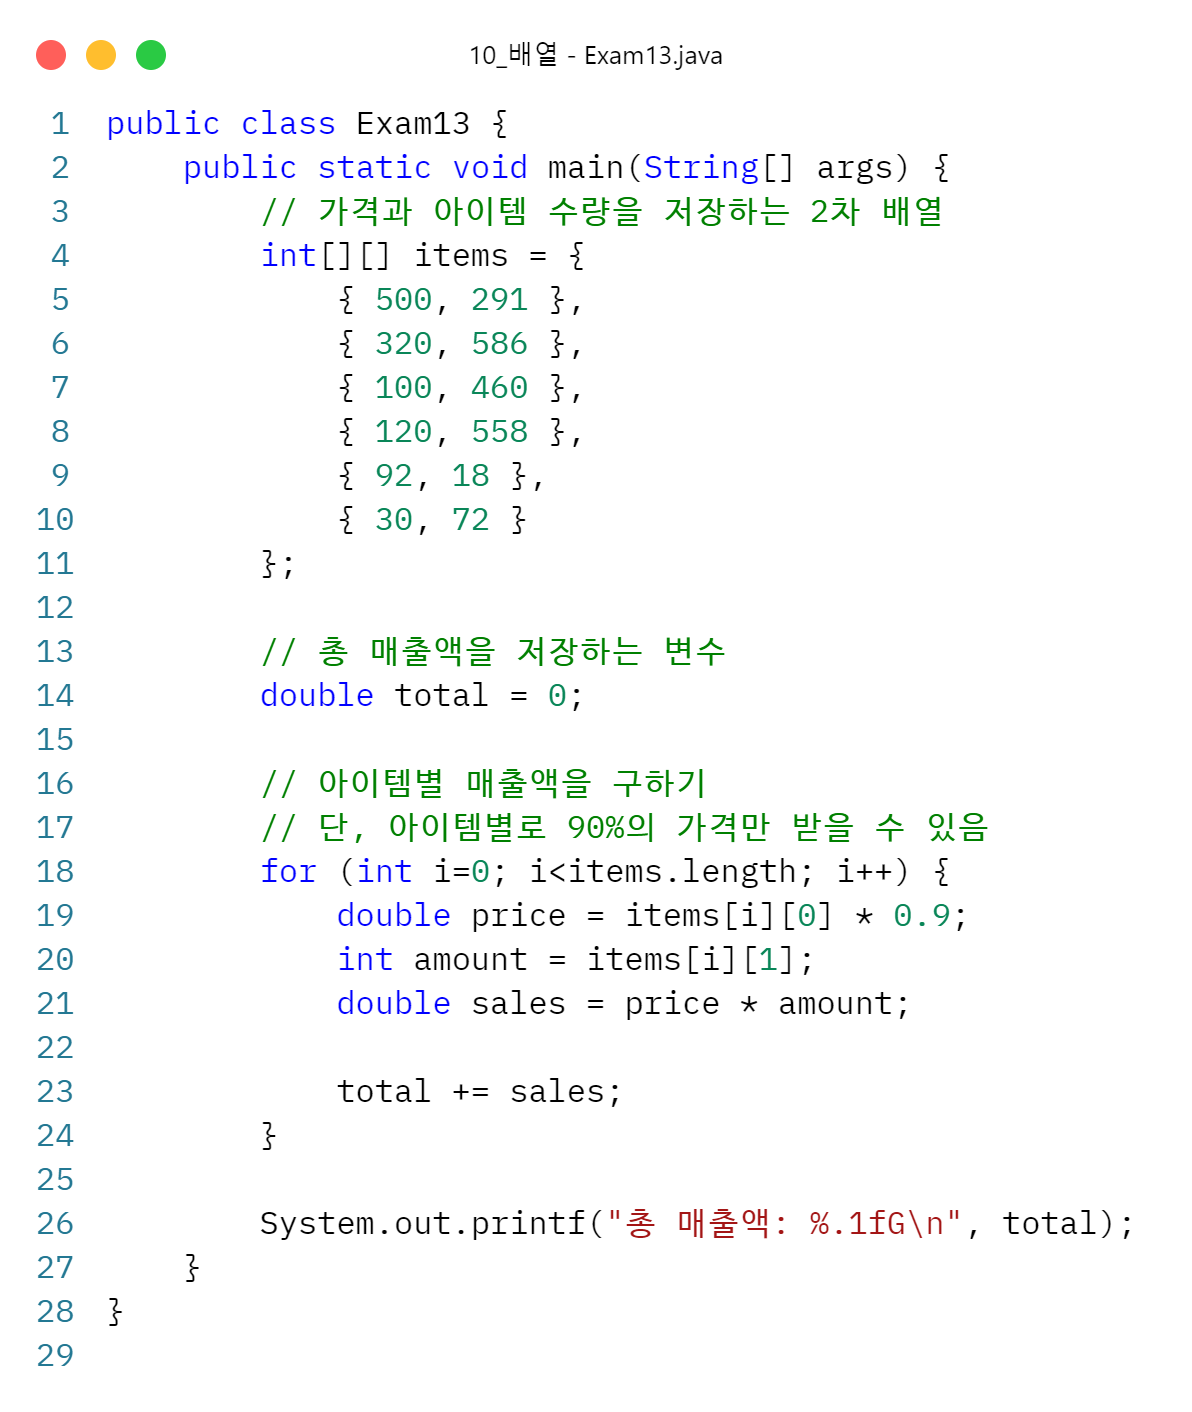 10_배열 - Exam13.java
1 public class Exam13 {
2     public static void main(String[] args) {
3         // 가격과 아이템 수량을 저장하는 2차 배열
4         int[][] items = {
5             { 500, 291 },
6             { 320, 586 },
7             { 100, 460 },
8             { 120, 558 },
9             { 92, 18 },
10             { 30, 72 }
11         };
12
13         // 총 매출액을 저장하는 변수
14         double total = 0;
15
16         // 아이템별 매출액을 구하기
17         // 단, 아이템별로 90%의 가격만 받을 수 있음
18         for (int i=0; i<items.length; i++) {
19             double price = items[i][0] * 0.9;
20             int amount = items[i][1];
21             double sales = price * amount;
22
23             total += sales;
24         }
25
26         System.out.printf("총 매출액: %.1fG\n", total);
27     }
28 }
29